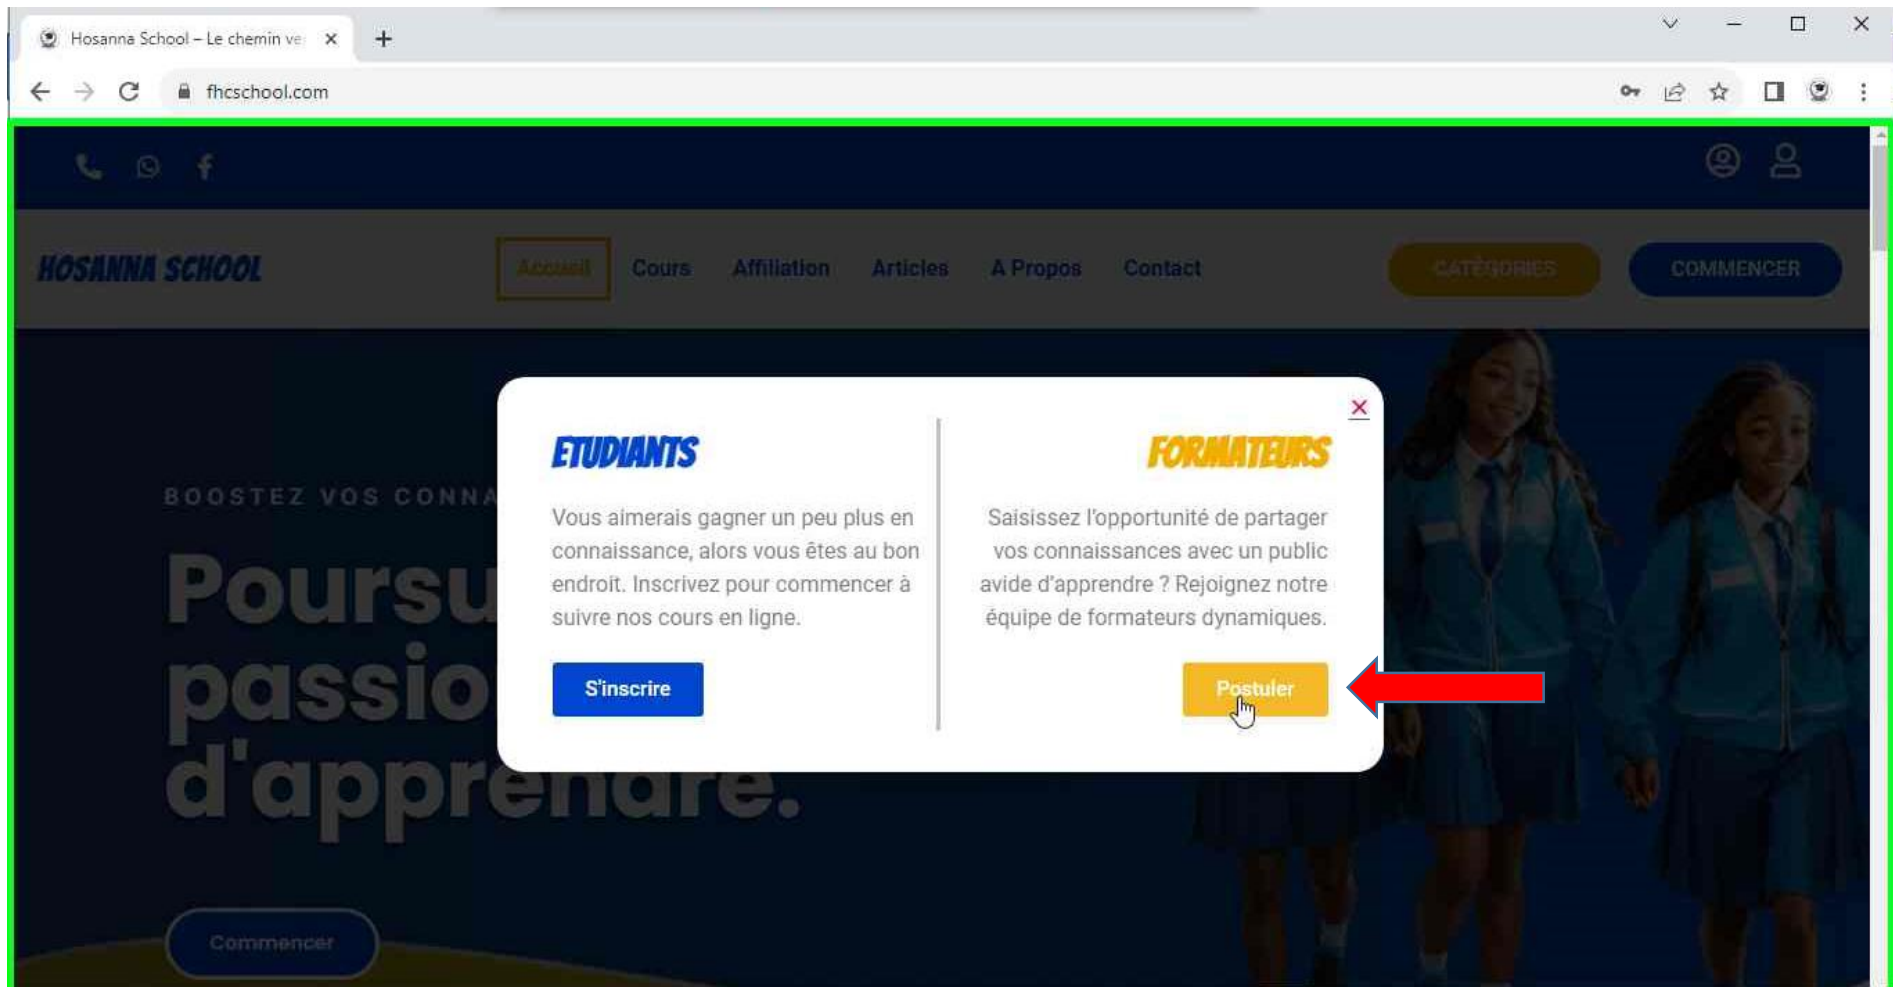 Hosanna School – Le chemin ve
fhcschool.com
HOSANNA SCHOOL
Accueil
Cours
Affiliation
Articles
A Propos
Contact
CATÉGORIES
COMMENCER
ETUDIANTS
Vous aimerais gagner un peu plus en
connaissance, alors vous êtes au bon
endroit. Inscrivez pour commencer à
suivre nos cours en ligne.
S'inscrire
FORMATEURS
Saisissez l'opportunité de partager
vos connaissances avec un public
avide d'apprendre ? Rejoignez notre
équipe de formateurs dynamiques.
Postuler
BOOSTEZ VOS CONNA
Poursu
passio
d'apprendre.
Commencer